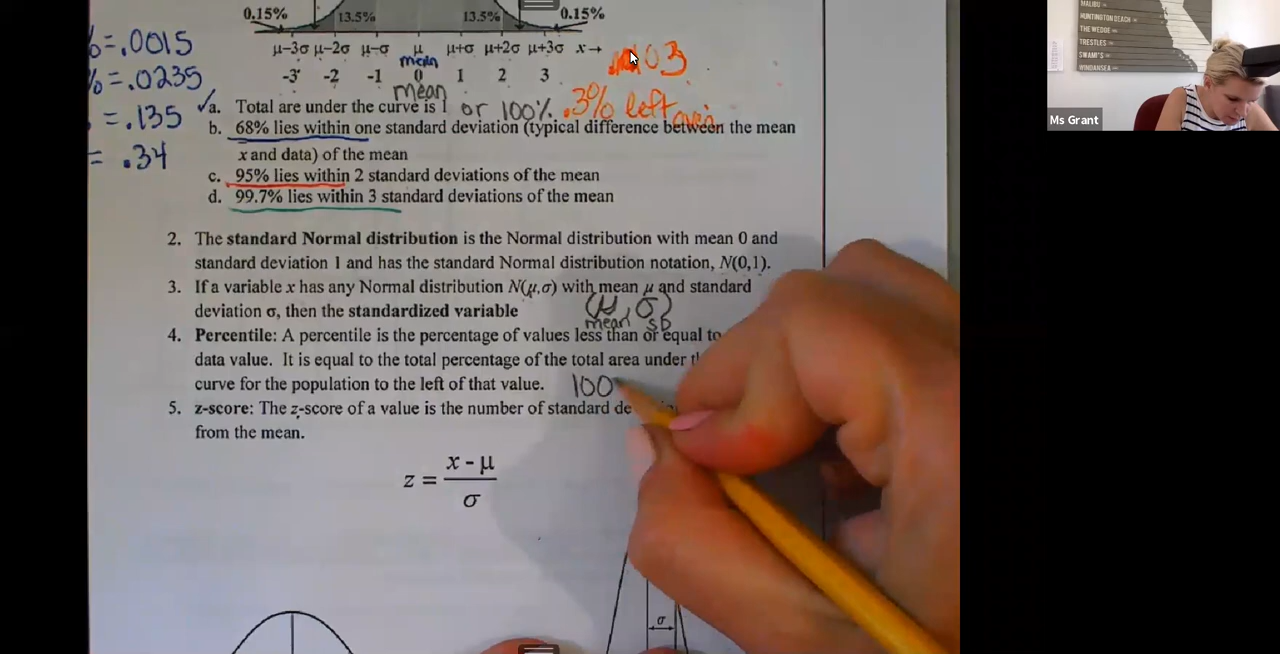 0.15% 13.5% 13.5% 0.15%
μ−3σ μ−2σ μ−σ μ μ+σ μ+2σ μ+3σ x→
mean
03
-3 -2 -1 0 1 2 3
mean
=.0015
% =.0235
= .135
= .34
✓a. Total are under the curve is 1 or 100%. .3% left over
b. 68% lies within one standard deviation (typical difference between the mean
x and data) of the mean
c. 95% lies within 2 standard deviations of the mean
d. 99.7% lies within 3 standard deviations of the mean
2. The standard Normal distribution is the Normal distribution with mean 0 and
standard deviation 1 and has the standard Normal distribution notation, N(0,1).
3. If a variable x has any Normal distribution N(μ,σ) with mean μ and standard
deviation σ, then the standardized variable (μ, σ)
mean SD
4. Percentile: A percentile is the percentage of values less than or equal to
data value. It is equal to the total percentage of the total area under
curve for the population to the left of that value. 100
5. z-score: The z-score of a value is the number of standard
from the mean.
z = x - μ / σ
σ
MALIBU
HUNTINGTON BEACH
THE WEDGE
TRESTLES
SWAMI'S
WINDANSEA
Ms Grant